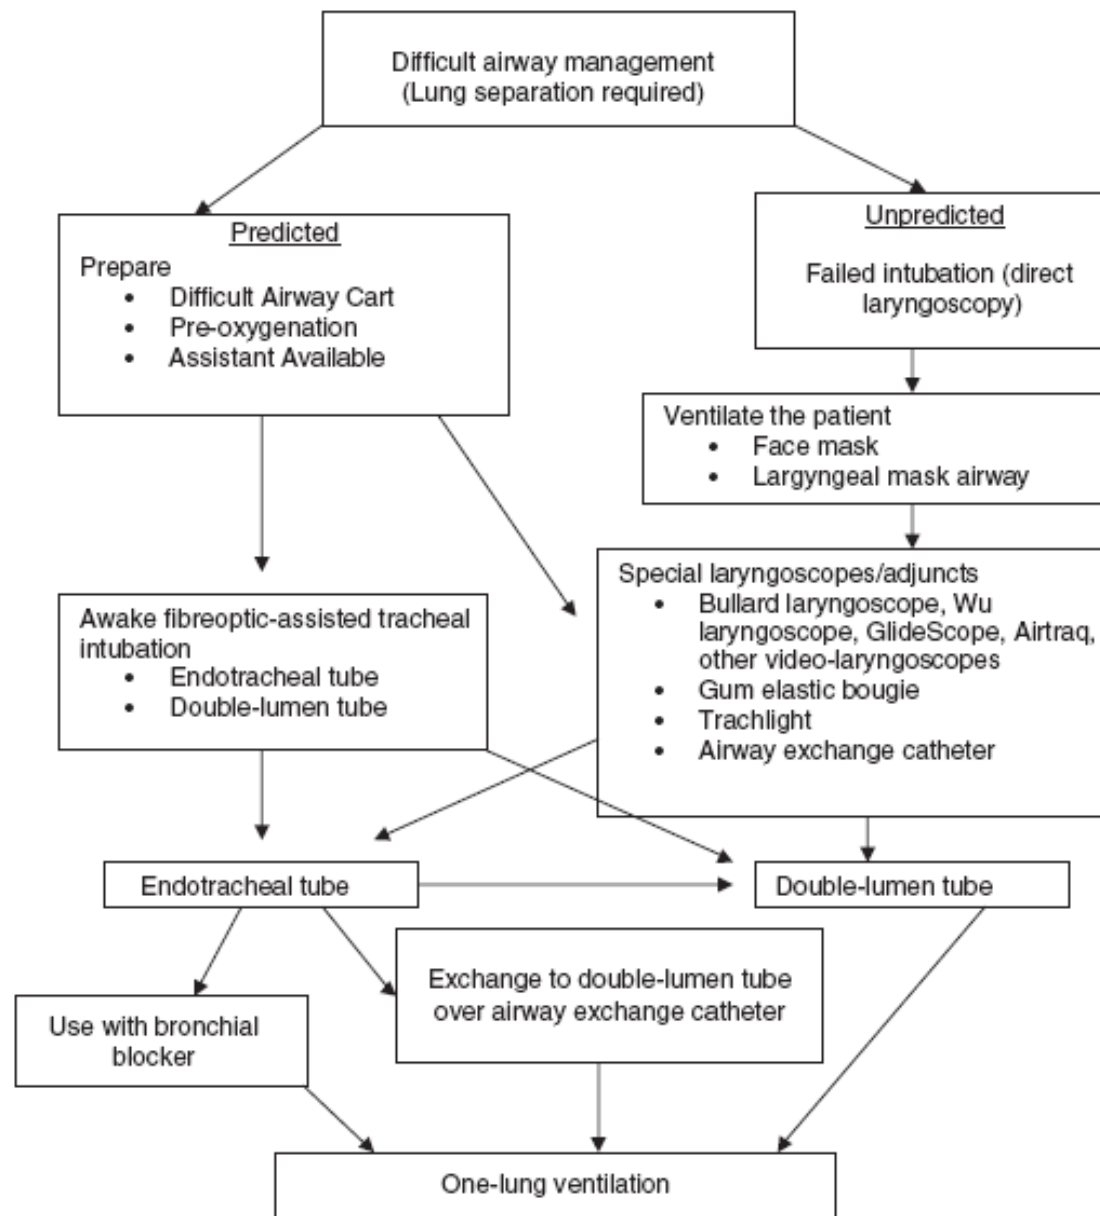 Difficult airway management
(Lung separation required)
Predicted
Prepare
• Difficult Airway Cart
• Pre-oxygenation
• Assistant Available
Unpredicted
Failed intubation (direct
laryngoscopy)
Ventilate the patient
• Face mask
• Largyngeal mask airway
Awake fibreoptic-assisted tracheal
intubation
• Endotracheal tube
• Double-lumen tube
Special laryngoscopes/adjuncts
• Bullard laryngoscope, Wu
laryngoscope, GlideScope, Airtraq,
other video-laryngoscopes
• Gum elastic bougie
• Trachlight
• Airway exchange catheter
Endotracheal tube
Double-lumen tube
Use with bronchial
blocker
Exchange to double-lumen tube
over airway exchange catheter
One-lung ventilation